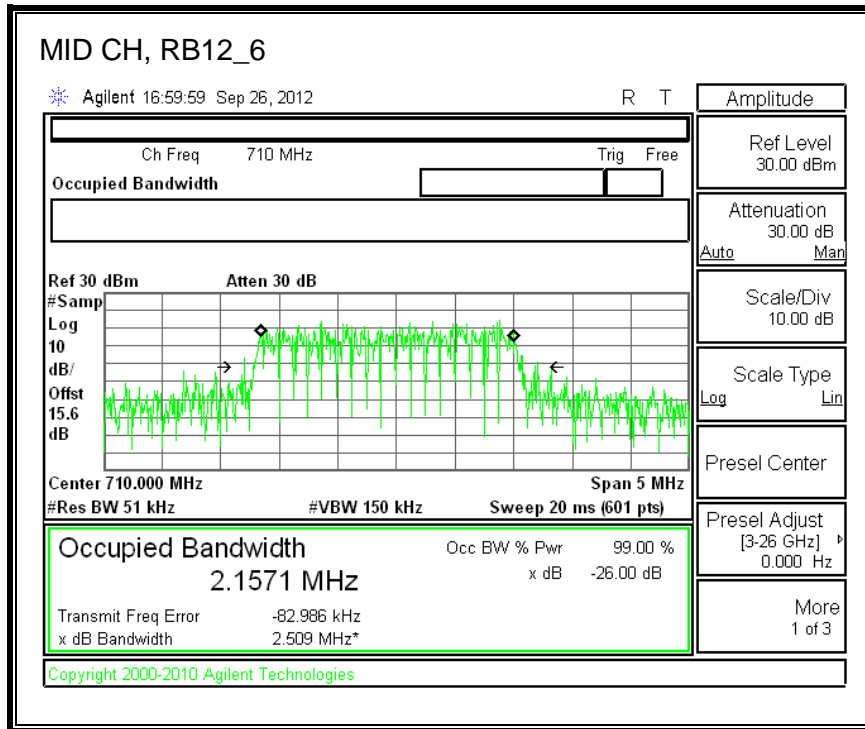 MID CH, RB12_6
Agilent 16:59:59 Sep 26, 2012 R T
Ch Freq 710 MHz Trig Free
Occupied Bandwidth
Ref 30 dBm Atten 30 dB
#Samp
Log
10
dB/
Offst
15.6
dB
Center 710.000 MHz Span 5 MHz
#Res BW 51 kHz #VBW 150 kHz Sweep 20 ms (601 pts)
Occupied Bandwidth Occ BW % Pwr 99.00 %
2.1571 MHz x dB -26.00 dB
Transmit Freq Error -82.986 kHz
x dB Bandwidth 2.509 MHz*
Copyright 2000-2010 Agilent Technologies
Amplitude
Ref Level
30.00 dBm
Attenuation
30.00 dB
Auto Man
Scale/Div
10.00 dB
Scale Type
Log Lin
Presel Center
Presel Adjust
[3-26 GHz]
0.000 Hz
More
1 of 3